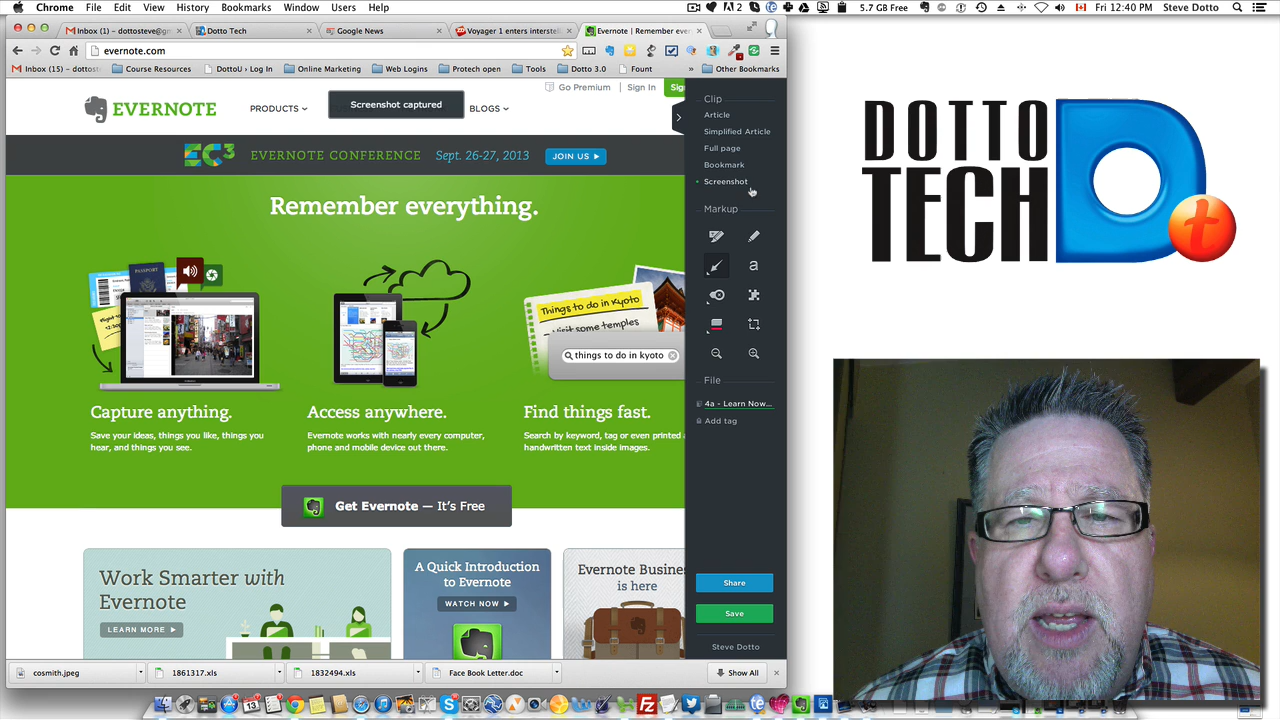 Chrome File Edit View History Bookmarks Window Users Help 5.7 GB Free Fri 12:40 PM Steve Dotto
Inbox (1) - dottosteve@gm
Dotto Tech
Google News
Voyager 1 enters interstell
Evernote | Remember ever
evernote.com
Inbox (15) - dottost
Course Resources
DottoU › Log In
Online Marketing
Web Logins
Protech open
Tools
Dotto 3.0
Fount
»
Other Bookmarks
Go Premium
Sign In
EVERNOTE
PRODUCTS
Screenshot captured
BLOGS
EC3 EVERNOTE CONFERENCE Sept. 26-27, 2013 JOIN US
Remember everything.
PASSPORT
Things to do in Kyoto
visit some temples
things to do in kyoto
Capture anything.
Save your ideas, things you like, things you
hear, and things you see.
Access anywhere.
Evernote works with nearly every computer,
phone and mobile device out there.
Find things fast.
Search by keyword, tag or even printed a
handwritten text inside images.
Get Evernote — It's Free
Work Smarter with
Evernote
LEARN MORE
A Quick Introduction
to Evernote
WATCH NOW
Evernote Busines
is here
Clip
Article
Simplified Article
Full page
Bookmark
Screenshot
Markup
a
File
4a - Learn Now...
Add tag
Share
Save
Steve Dotto
cosmith.jpeg
1861317.xls
1832494.xls
Face Book Letter.doc
Show All
DOTTO
TECH
D
t